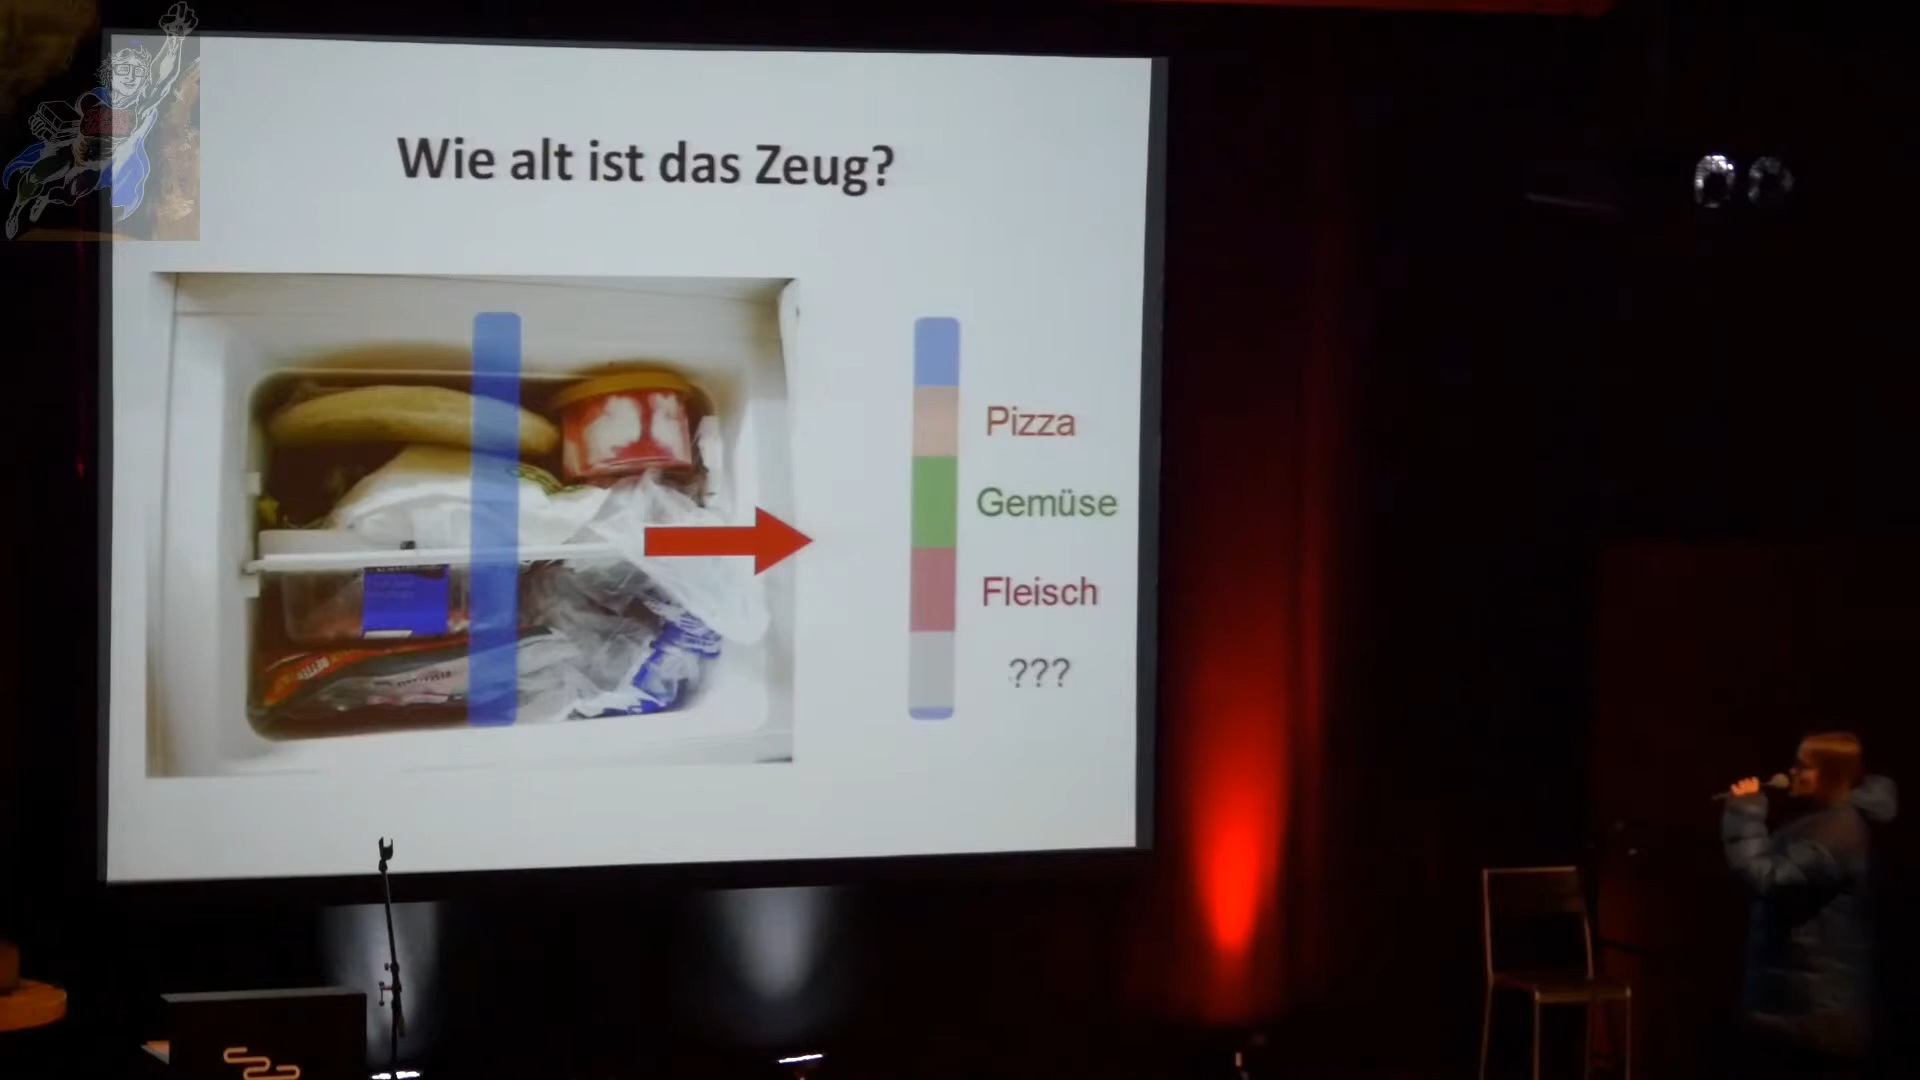 Wie alt ist das Zeug?
Pizza
Gemüse
Fleisch
???